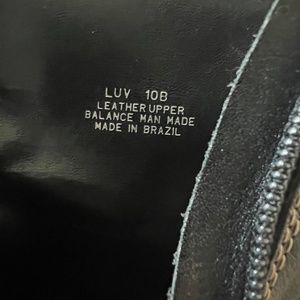 LUV 10B
LEATHER UPPER
BALANCE MAN MADE
MADE IN BRAZIL